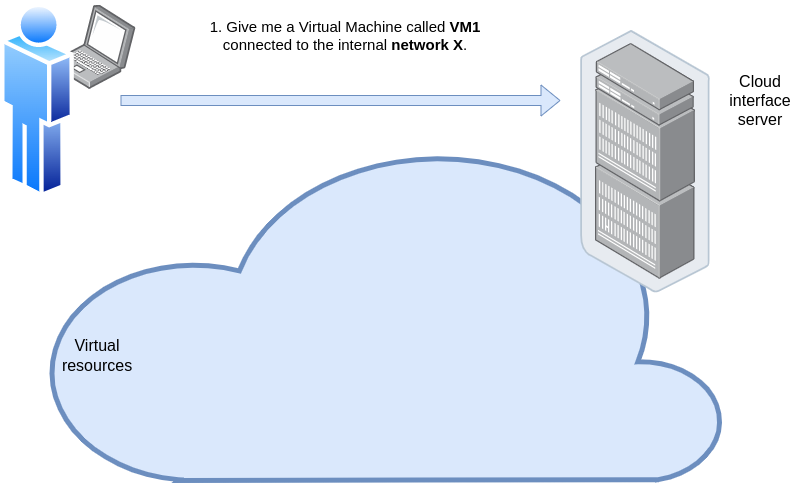 1. Give me a Virtual Machine called VM1
connected to the internal network X.
Cloud
interface
server
Virtual
resources